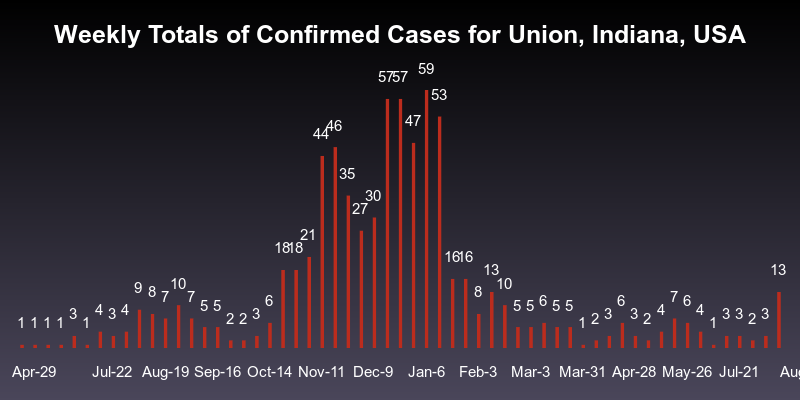 Weekly Totals of Confirmed Cases for Union, Indiana, USA
1 1 1 1 3 1 4 3 4 9 8 7 10 7 5 5 2 2 3 6 18 18 21 44 46 35 27 30 57 57 47 59 53 16 16 8 13 10 5 5 6 5 5 1 2 3 6 3 2 4 7 6 4 1 3 3 2 3 13
Apr-29 Jul-22 Aug-19 Sep-16 Oct-14 Nov-11 Dec-9 Jan-6 Feb-3 Mar-3 Mar-31 Apr-28 May-26 Jul-21 Aug